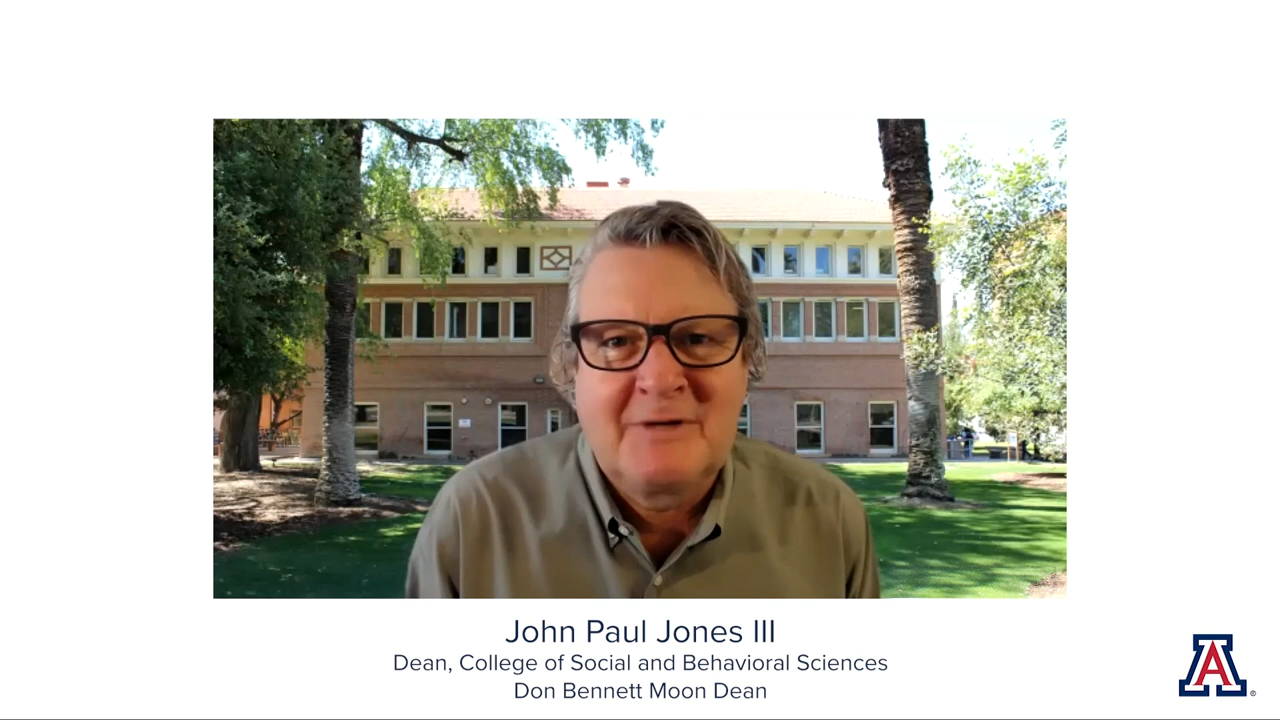 John Paul Jones III
Dean, College of Social and Behavioral Sciences
Don Bennett Moon Dean
A®